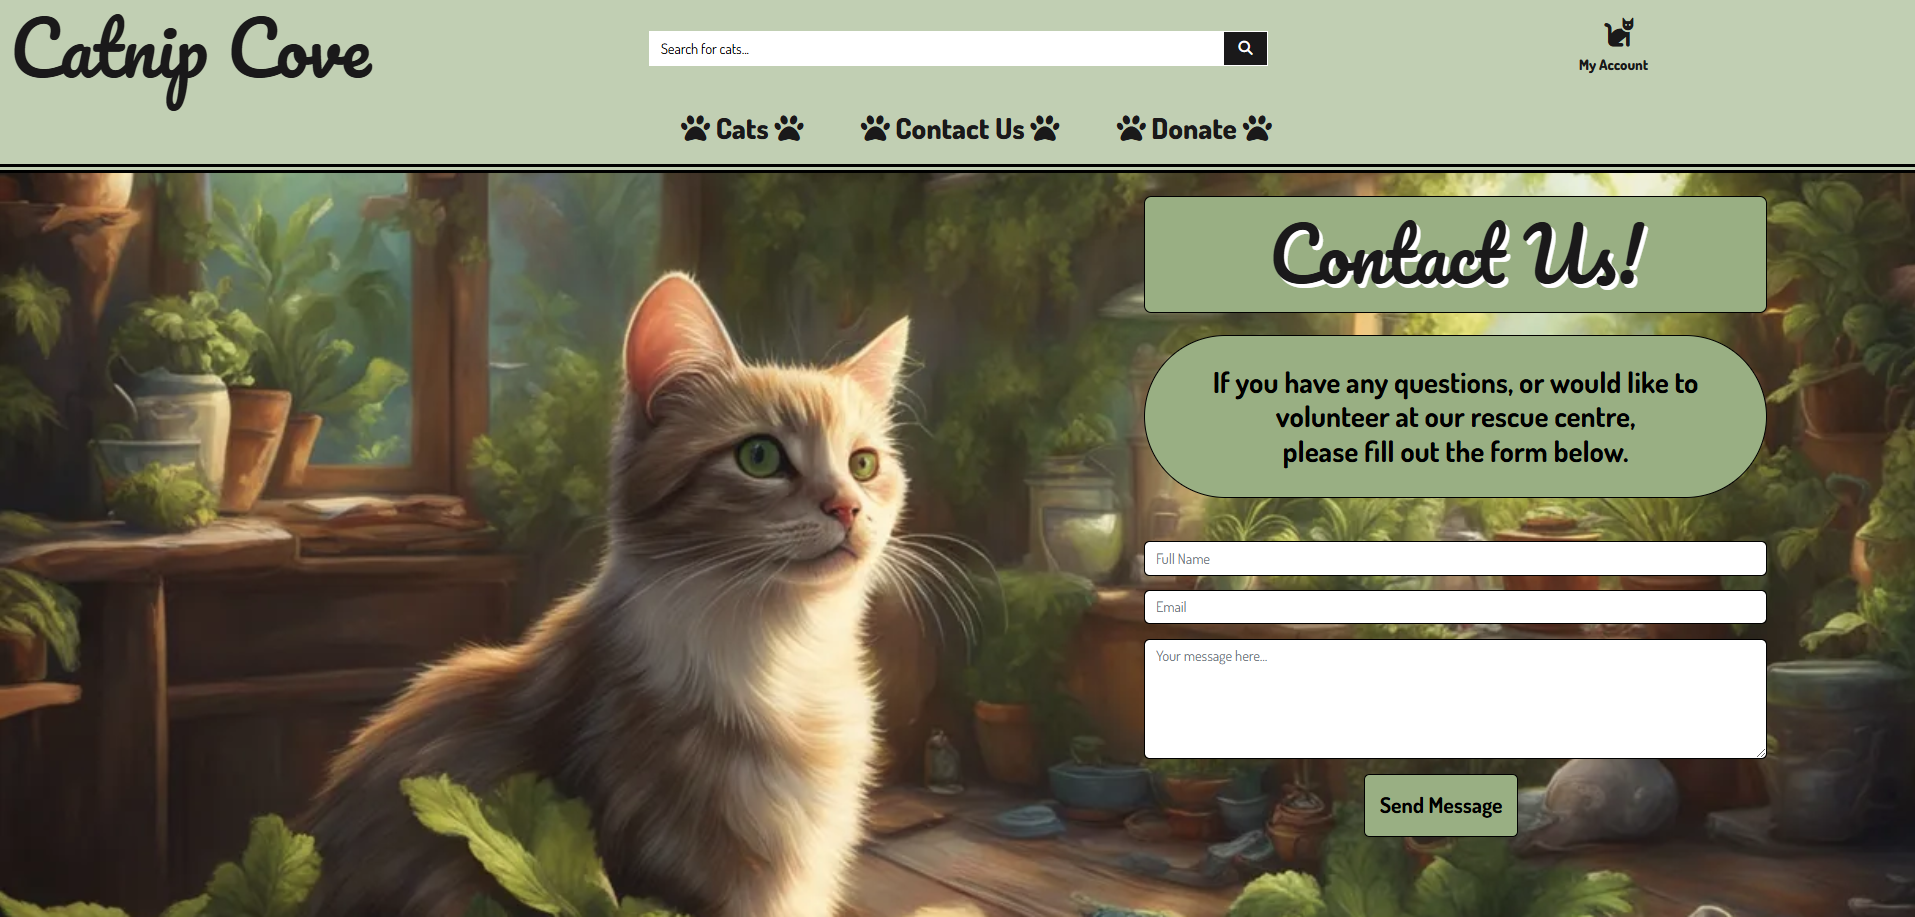 Catnip Cove
Search for cats...
My Account
Cats
Contact Us
Donate
Contact Us!
If you have any questions, or would like to
volunteer at our rescue centre,
please fill out the form below.
Full Name
Email
Your message here...
Send Message